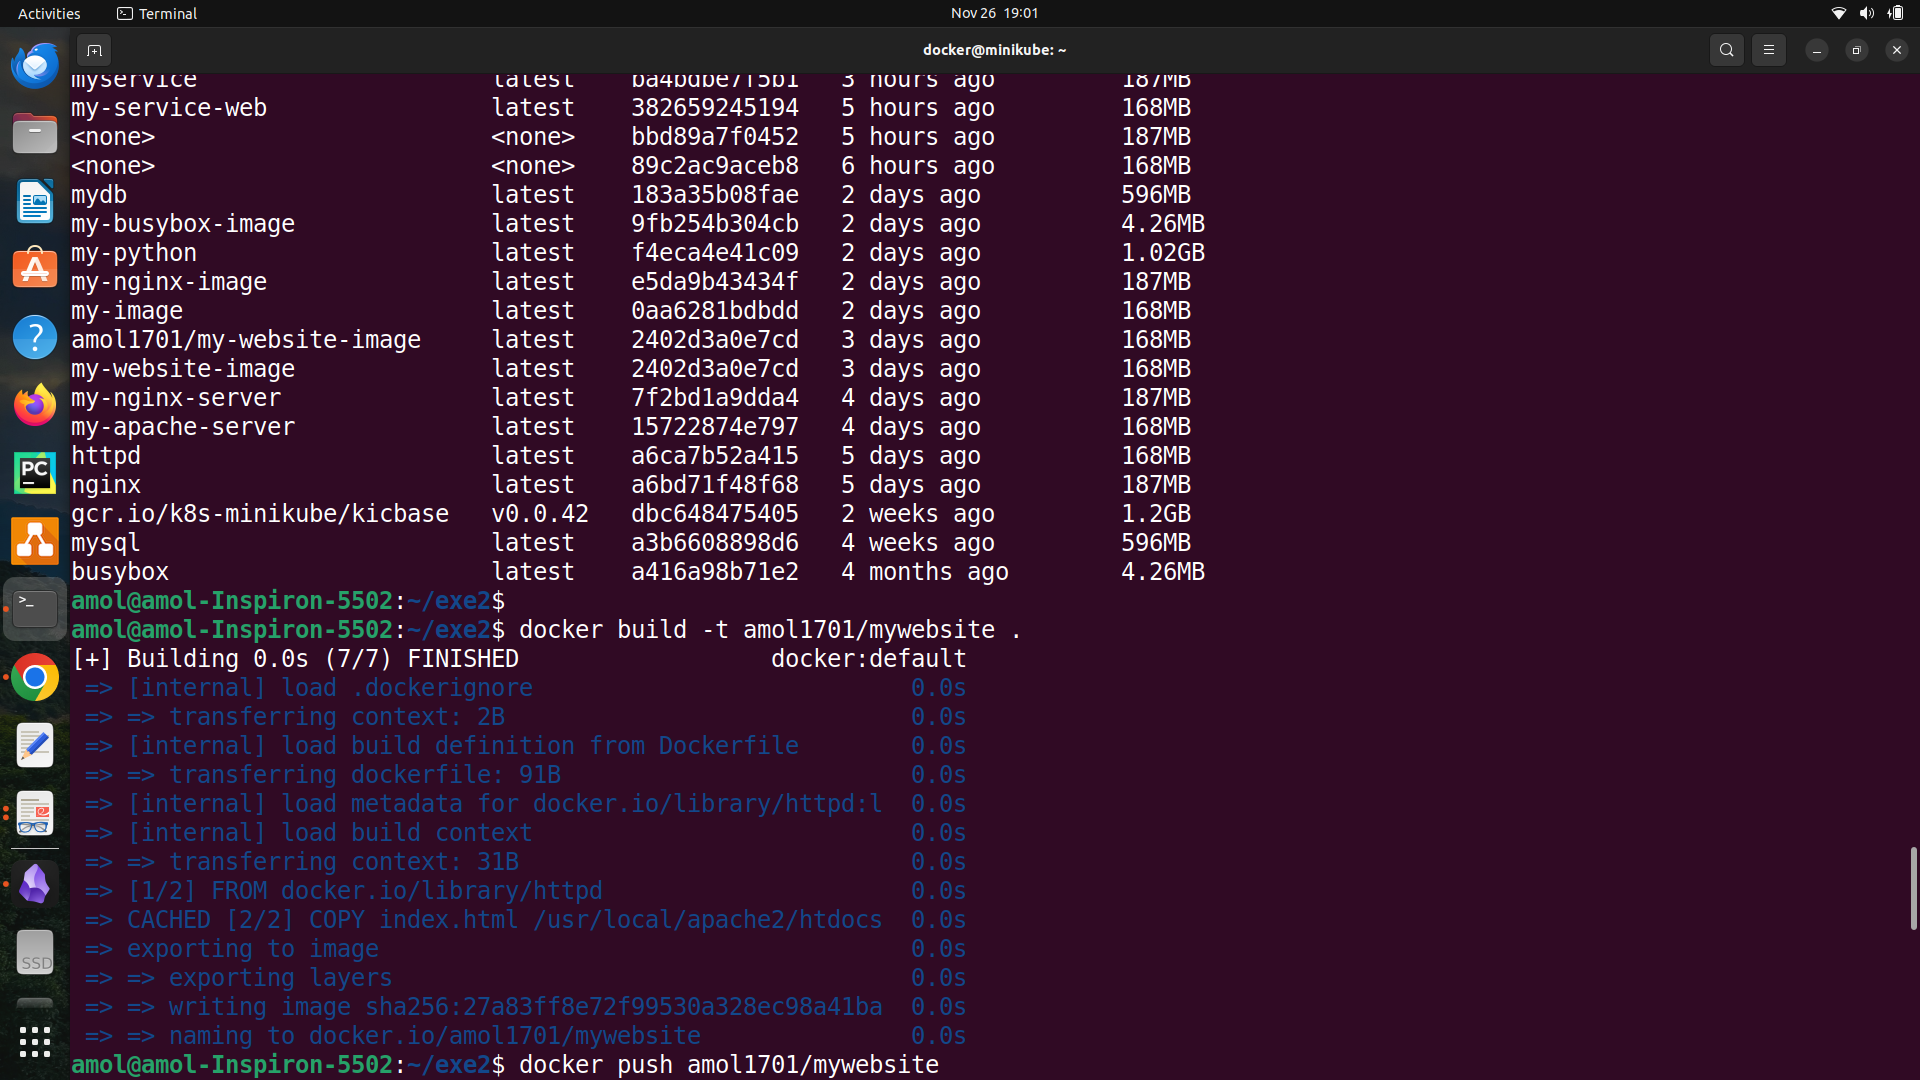 Activities Terminal Nov 26 19:01
docker@minikube: ~
myservice latest ba4bdbe7f5b1 3 hours ago 187MB
my-service-web latest 382659245194 5 hours ago 168MB
<none> <none> bbd89a7f0452 5 hours ago 187MB
<none> <none> 89c2ac9aceb8 6 hours ago 168MB
mydb latest 183a35b08fae 2 days ago 596MB
my-busybox-image latest 9fb254b304cb 2 days ago 4.26MB
my-python latest f4eca4e41c09 2 days ago 1.02GB
my-nginx-image latest e5da9b43434f 2 days ago 187MB
my-image latest 0aa6281bdbdd 2 days ago 168MB
amol1701/my-website-image latest 2402d3a0e7cd 3 days ago 168MB
my-website-image latest 2402d3a0e7cd 3 days ago 168MB
my-nginx-server latest 7f2bd1a9dda4 4 days ago 187MB
my-apache-server latest 15722874e797 4 days ago 168MB
httpd latest a6ca7b52a415 5 days ago 168MB
nginx latest a6bd71f48f68 5 days ago 187MB
gcr.io/k8s-minikube/kicbase v0.0.42 dbc648475405 2 weeks ago 1.2GB
mysql latest a3b6608898d6 4 weeks ago 596MB
busybox latest a416a98b71e2 4 months ago 4.26MB
amol@amol-Inspiron-5502:~/exe2$
amol@amol-Inspiron-5502:~/exe2$ docker build -t amol1701/mywebsite .
[+] Building 0.0s (7/7) FINISHED docker:default
=> [internal] load .dockerignore 0.0s
=> => transferring context: 2B 0.0s
=> [internal] load build definition from Dockerfile 0.0s
=> => transferring dockerfile: 91B 0.0s
=> [internal] load metadata for docker.io/library/httpd:l 0.0s
=> [internal] load build context 0.0s
=> => transferring context: 31B 0.0s
=> [1/2] FROM docker.io/library/httpd 0.0s
=> CACHED [2/2] COPY index.html /usr/local/apache2/htdocs 0.0s
=> exporting to image 0.0s
=> => exporting layers 0.0s
=> => writing image sha256:27a83ff8e72f99530a328ec98a41ba 0.0s
=> => naming to docker.io/amol1701/mywebsite 0.0s
amol@amol-Inspiron-5502:~/exe2$ docker push amol1701/mywebsite
PC
SSD